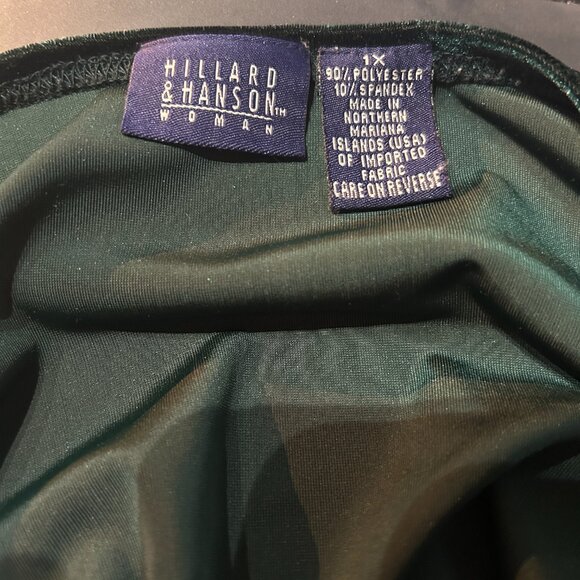 HILLARD
& HANSON™
WOMAN
1X
90% POLYESTER
10% SPANDEX
MADE IN
NORTHERN
MARIANA
ISLANDS (USA)
OF IMPORTED
FABRIC
CARE ON REVERSE